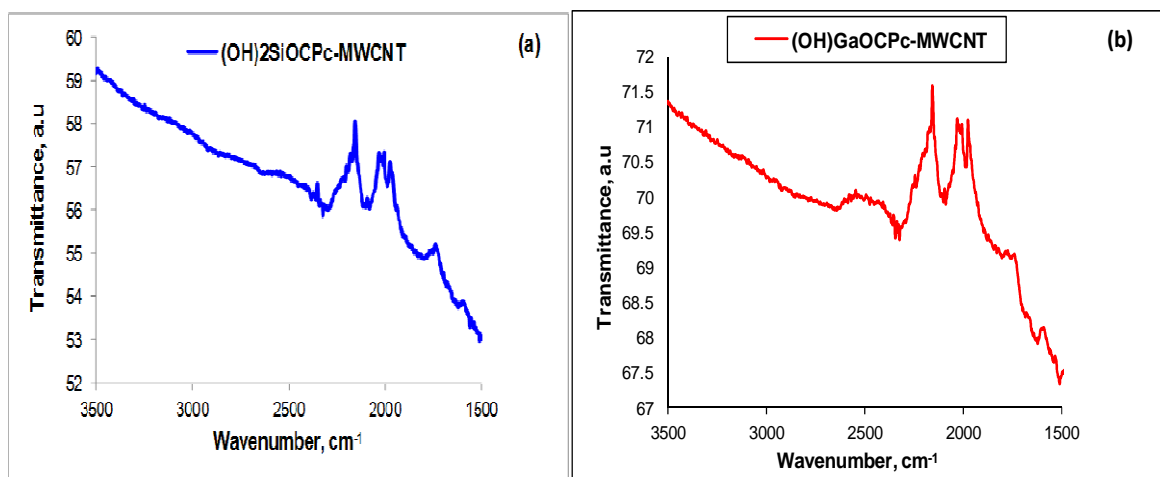 (OH)2SiOCPc-MWCNT
(a)
60
59
58
57
56
55
54
53
52
Transmittance, a.u
3500 3000 2500 2000 1500
Wavenumber, cm-1
(OH)GaOCPc-MWCNT
(b)
72
71.5
71
70.5
70
69.5
69
68.5
68
67.5
67
Transmittance, a.u
3500 3000 2500 2000 1500
Wavenumber, cm-1